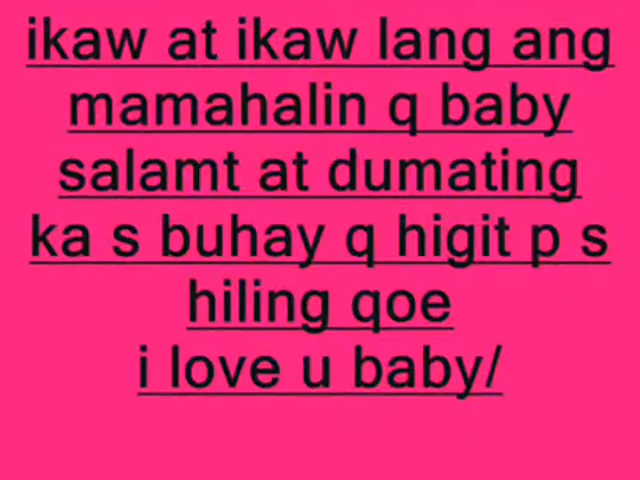 ikaw at ikaw lang ang
mamahalin q baby
salamt at dumating
ka s buhay q higit p s
hiling qoe
i love u baby/